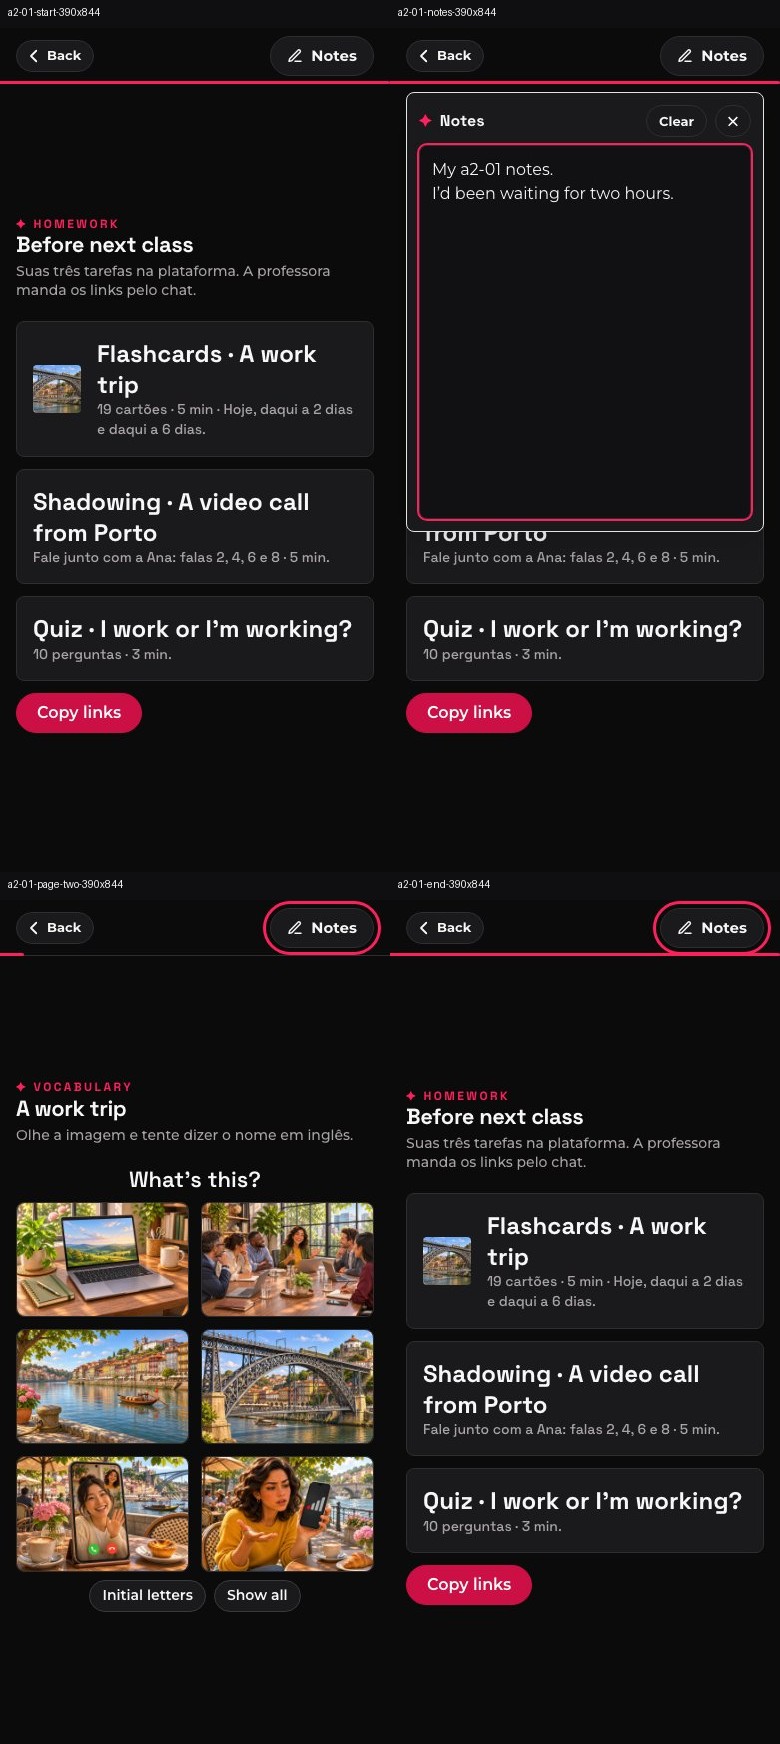 a2-01-start-390x844
Back
Notes
HOMEWORK
Before next class
Suas três tarefas na plataforma. A professora
manda os links pelo chat.
Flashcards · A work
trip
19 cartões · 5 min · Hoje, daqui a 2 dias
e daqui a 6 dias.
Shadowing · A video call
from Porto
Fale junto com a Ana: falas 2, 4, 6 e 8 · 5 min.
Quiz · I work or I'm working?
10 perguntas · 3 min.
Copy links
a2-01-notes-390x844
Back
Notes
Notes
Clear
My a2-01 notes.
I'd been waiting for two hours.
from Porto
Fale junto com a Ana: falas 2, 4, 6 e 8 · 5 min.
Quiz · I work or I'm working?
10 perguntas · 3 min.
Copy links
a2-01-page-two-390x844
Back
Notes
VOCABULARY
A work trip
Olhe a imagem e tente dizer o nome em inglês.
What's this?
Initial letters
Show all
a2-01-end-390x844
Back
Notes
HOMEWORK
Before next class
Suas três tarefas na plataforma. A professora
manda os links pelo chat.
Flashcards · A work
trip
19 cartões · 5 min · Hoje, daqui a 2 dias
e daqui a 6 dias.
Shadowing · A video call
from Porto
Fale junto com a Ana: falas 2, 4, 6 e 8 · 5 min.
Quiz · I work or I'm working?
10 perguntas · 3 min.
Copy links